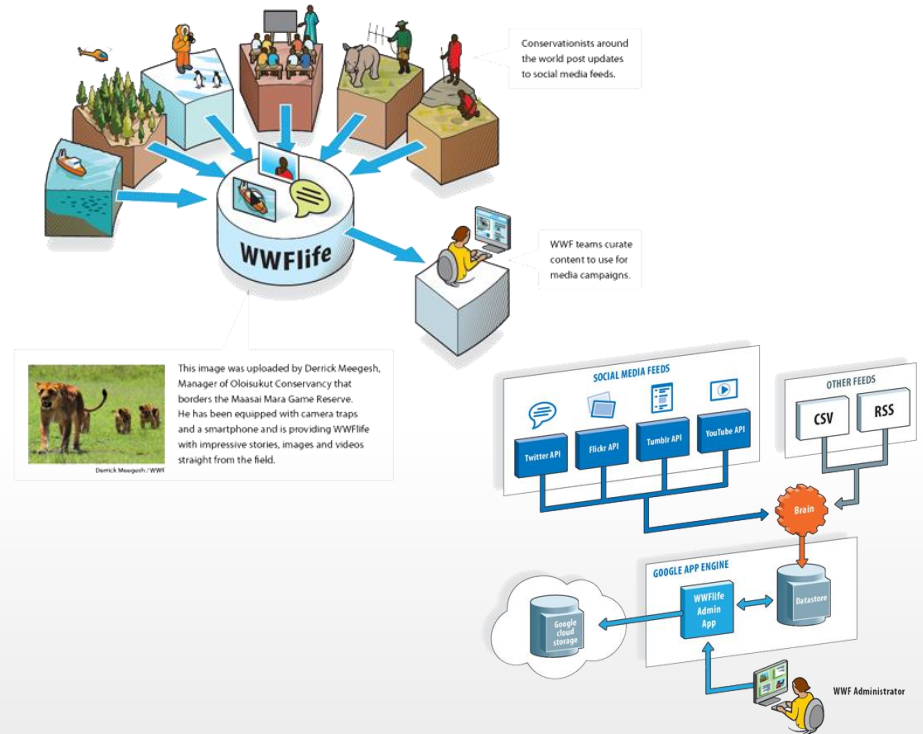 Conservationists around
the world post updates
to social media feeds.
WWFlife
WWF teams curate
content to use for
media campaigns.
This image was uploaded by Derrick Meegesh,
Manager of Oloisukut Conservancy that
borders the Maasai Mara Game Reserve.
He has been equipped with camera traps
and a smartphone and is providing WWFlife
with impressive stories, images and videos
straight from the field.
Derrick Meegesh / WWF
SOCIAL MEDIA FEEDS
Twitter API
Flickr API
Tumblr API
YouTube API
OTHER FEEDS
CSV
RSS
Brain
GOOGLE APP ENGINE
WWFlife
Admin
App
Datastore
Google
cloud
storage
WWF Administrator